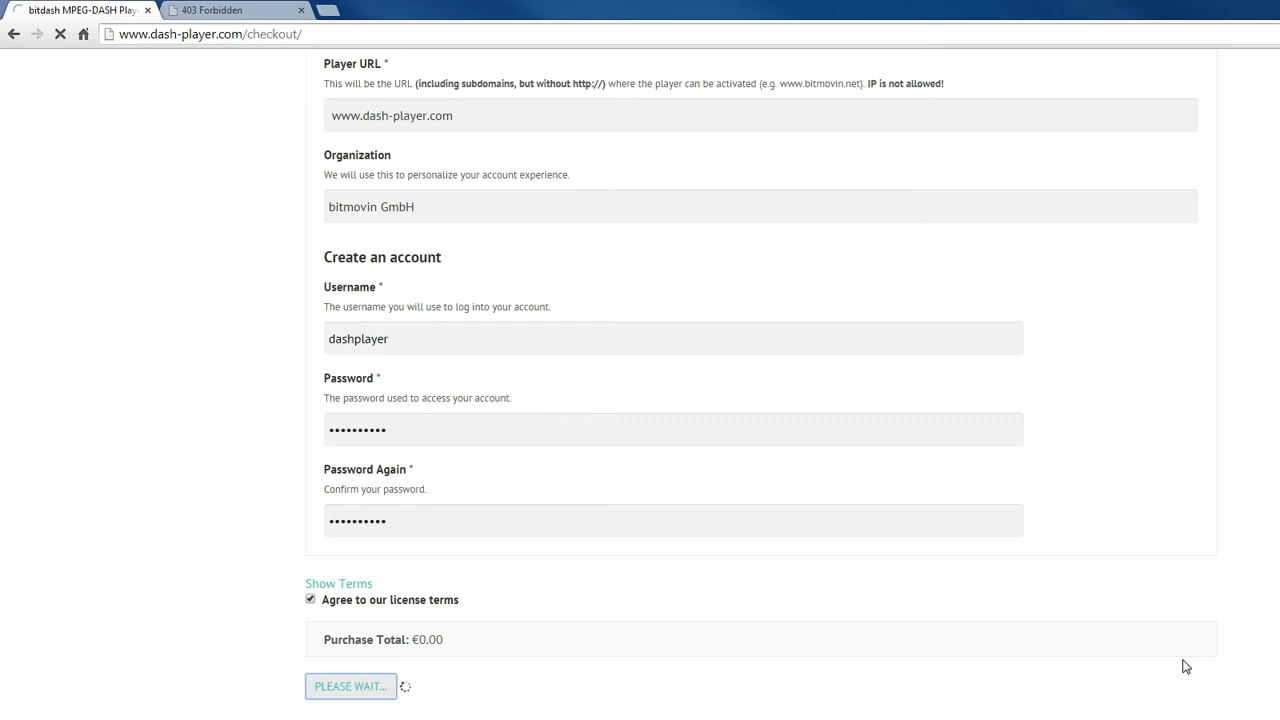 bitdash MPEG-DASH Play
403 Forbidden
www.dash-player.com/checkout/
Player URL *
This will be the URL (including subdomains, but without http://) where the player can be activated (e.g. www.bitmovin.net). IP is not allowed!
www.dash-player.com
Organization
We will use this to personalize your account experience.
bitmovin GmbH
Create an account
Username *
The username you will use to log into your account.
dashplayer
Password *
The password used to access your account.
••••••••••
Password Again *
Confirm your password.
••••••••••
Show Terms
Agree to our license terms
Purchase Total: €0.00
PLEASE WAIT...